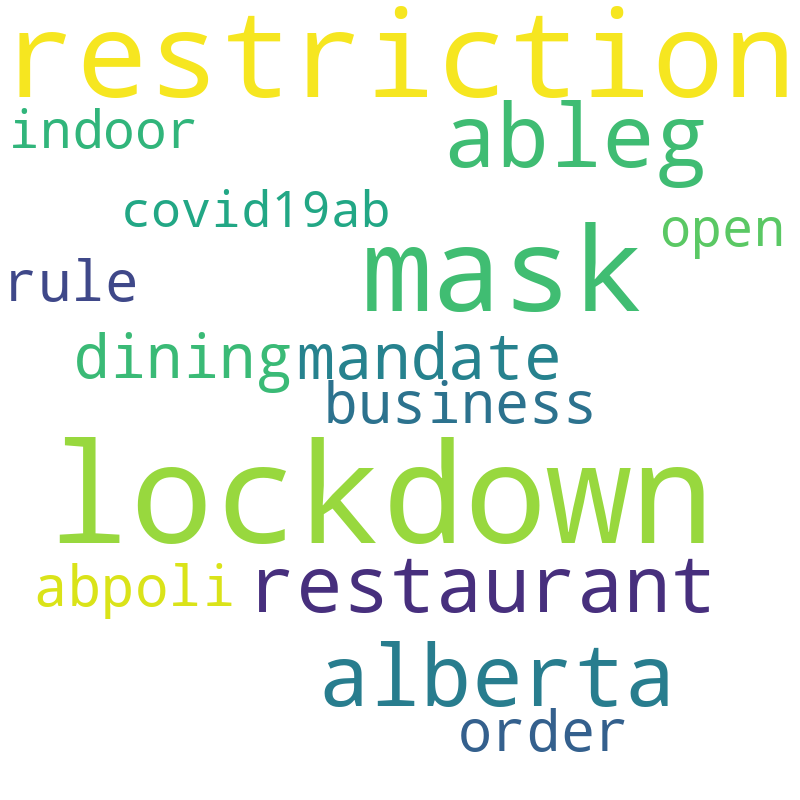 restriction
indoor
ableg
covid19ab
open
mask
rule
dining
mandate
business
lockdown
abpoli
restaurant
alberta
order